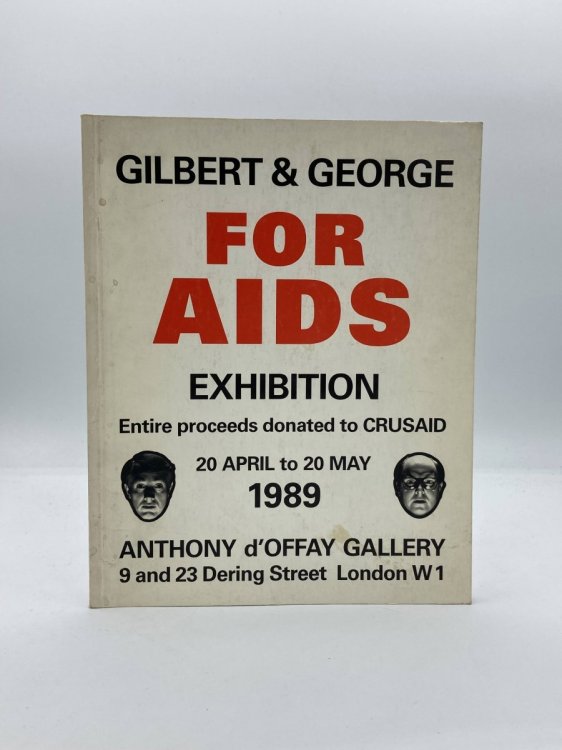 GILBERT & GEORGE
FOR
AIDS
EXHIBITION
Entire proceeds donated to CRUSAID
20 APRIL to 20 MAY
1989
ANTHONY d'OFFAY GALLERY
9 and 23 Dering Street London W1